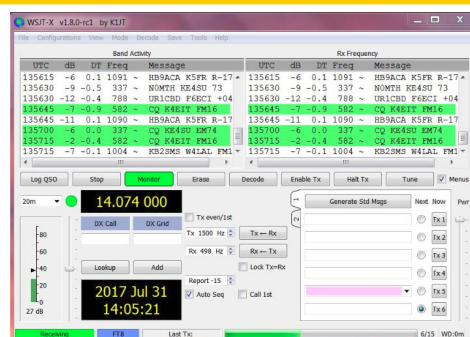 WSJT-X v1.8.0-rc1 by K1JT
File Configurations View Mode Decode Save Tools Help
Band Activity
UTC dB DT Freq Message
135615 -6 0.1 1091 ~ HB9ACA K5FR R-17
135630 -9 -0.5 337 ~ N0MTH KE4SU 73
135630 -12 -0.4 788 ~ UR1CBD F6ECI +04
135645 -7 -0.9 582 ~ CQ K4EIT FM16
135645 -11 0.1 1090 ~ HB9ACA K5FR R-17
135700 -6 0.0 337 ~ CQ KE4SU EM74
135715 -2 -0.4 582 ~ CQ K4EIT FM16
135715 -7 -0.1 1004 ~ KB2SMS W4LAL FM1
Rx Frequency
UTC dB DT Freq Message
135615 -6 0.1 1091 ~ HB9ACA K5FR R-17
135630 -9 -0.5 337 ~ N0MTH KE4SU 73
135630 -12 -0.4 788 ~ UR1CBD F6ECI +04
135645 -7 -0.9 582 ~ CQ K4EIT FM16
135645 -11 0.1 1090 ~ HB9ACA K5FR R-17
135700 -6 0.0 337 ~ CQ KE4SU EM74
135715 -2 -0.4 582 ~ CQ K4EIT FM16
135715 -7 -0.1 1004 ~ KB2SMS W4LAL FM1
Log QSO Stop Monitor Erase Decode Enable Tx Halt Tx Tune Menus
20m 14.074 000
DX Call DX Grid
Lookup Add
2017 Jul 31
14:05:21
-80
-60
-40
-20
-0
27 dB
Tx even/1st
Tx 1500 Hz Tx ← Rx
Rx 498 Hz Rx ← Tx
Lock Tx=Rx
Report -15
Auto Seq Call 1st
1
2
Generate Std Msgs Next Now Pwr
Tx 1
Tx 2
Tx 3
Tx 4
Tx 5
Tx 6
Receiving FT8 Last Tx: 6/15 WD:0m